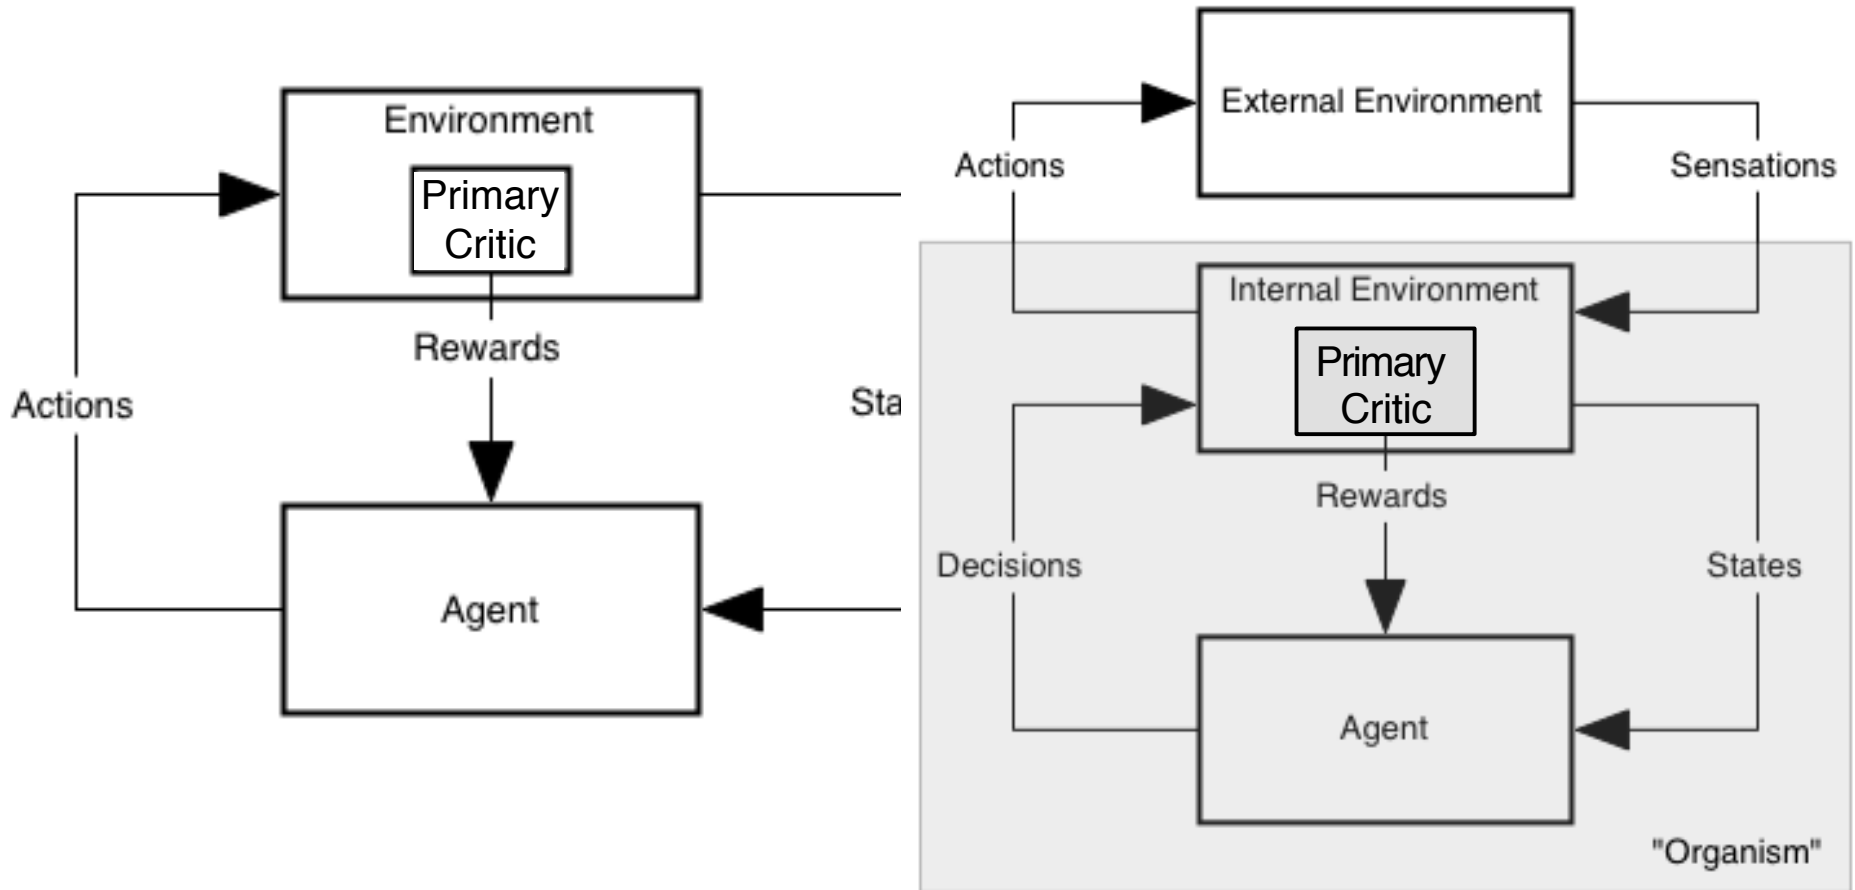 Environment
Primary
Critic
Rewards
Actions
Sta
Agent
External Environment
Actions
Sensations
Internal Environment
Primary
Critic
Rewards
Decisions
States
Agent
"Organism"